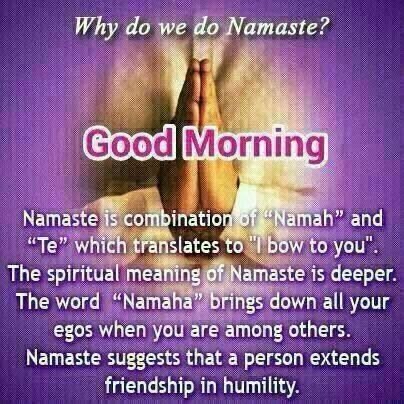 Why do we do Namaste?
Good Morning
Namaste is combination of "Namah" and
"Te" which translates to "I bow to you".
The spiritual meaning of Namaste is deeper.
The word "Namaha" brings down all your
egos when you are among others.
Namaste suggests that a person extends
friendship in humility.